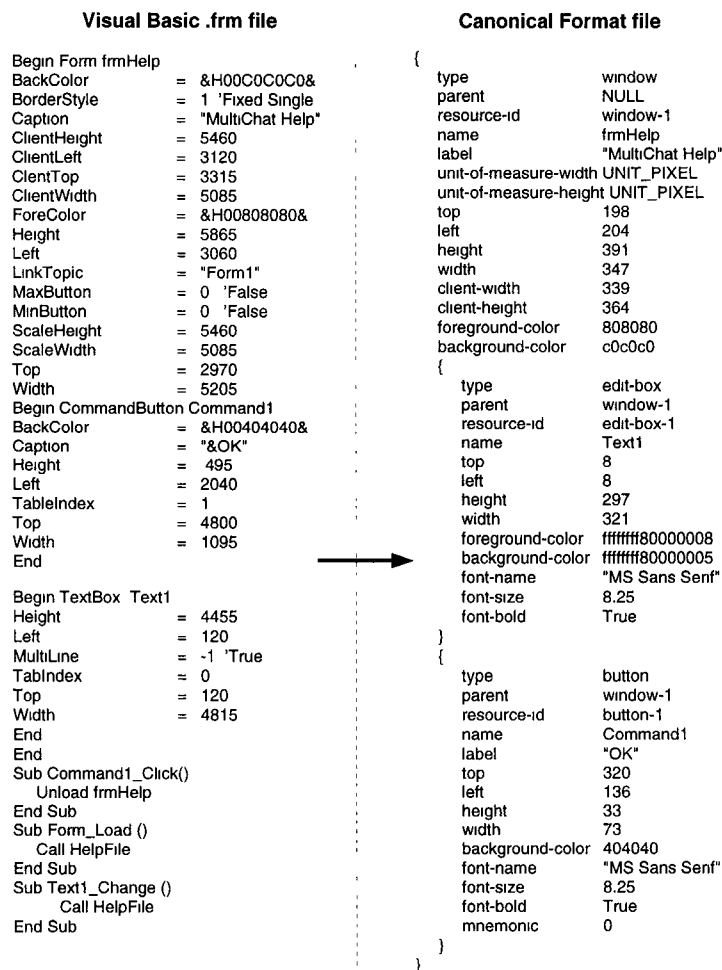 Visual Basic .frm file
Begin Form frmHelp
BackColor = &H00C0C0C0&
BorderStyle = 1 'Fixed Single
Caption = "MultiChat Help"
ClientHeight = 5460
ClientLeft = 3120
ClentTop = 3315
ClientWidth = 5085
ForeColor = &H00808080&
Height = 5865
Left = 3060
LinkTopic = "Form1"
MaxButton = 0 'False
MinButton = 0 'False
ScaleHeight = 5460
ScaleWidth = 5085
Top = 2970
Width = 5205
Begin CommandButton Command1
BackColor = &H00404040&
Caption = "&OK"
Height = 495
Left = 2040
TableIndex = 1
Top = 4800
Width = 1095
End
Begin TextBox Text1
Height = 4455
Left = 120
MultiLine = -1 'True
TabIndex = 0
Top = 120
Width = 4815
End
End
Sub Command1_Click()
Unload frmHelp
End Sub
Sub Form_Load ()
Call HelpFile
End Sub
Sub Text1_Change ()
Call HelpFile
End Sub
Canonical Format file
{
type window
parent NULL
resource-id window-1
name frmHelp
label "MultiChat Help"
unit-of-measure-width UNIT_PIXEL
unit-of-measure-height UNIT_PIXEL
top 198
left 204
height 391
width 347
client-width 339
client-height 364
foreground-color 808080
background-color c0c0c0
{
type edit-box
parent window-1
resource-id edit-box-1
name Text1
top 8
left 8
height 297
width 321
foreground-color ffffffff80000008
background-color ffffffff80000005
font-name "MS Sans Serif"
font-size 8.25
font-bold True
}
{
type button
parent window-1
resource-id button-1
name Command1
label "OK"
top 320
left 136
height 33
width 73
background-color 404040
font-name "MS Sans Serif"
font-size 8.25
font-bold True
mnemonic 0
}
}